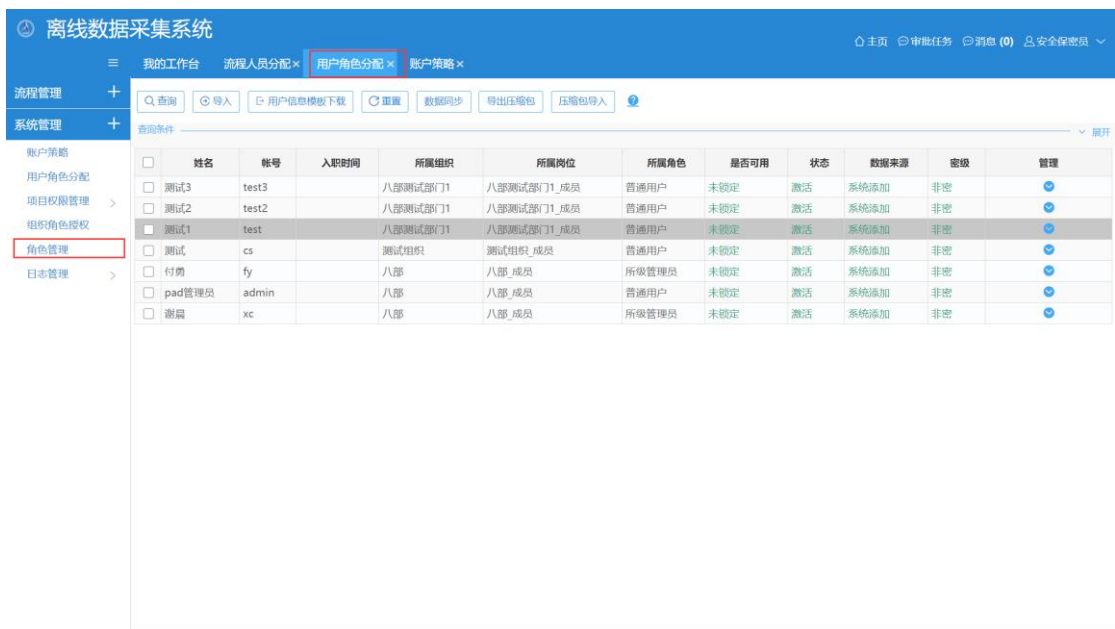 离线数据采集系统
主页 审批任务 消息 (0) 安全保密员
我的工作台 流程人员分配× 用户角色分配× 账户策略×
流程管理
系统管理
账户策略
用户角色分配
项目权限管理
组织角色授权
角色管理
日志管理
查询 导入 用户信息模板下载 重置 数据同步 导出压缩包 压缩包导入
查询条件 展开
姓名 帐号 入职时间 所属组织 所属岗位 所属角色 是否可用 状态 数据来源 密级 管理
测试3 test3 八部测试部门1 八部测试部门1_成员 普通用户 未锁定 激活 系统添加 非密
测试2 test2 八部测试部门1 八部测试部门1_成员 普通用户 未锁定 激活 系统添加 非密
测试1 test 八部测试部门1 八部测试部门1_成员 普通用户 未锁定 激活 系统添加 非密
测试 cs 测试组织 测试组织_成员 普通用户 未锁定 激活 系统添加 非密
付勇 fy 八部 八部_成员 所级管理员 未锁定 激活 系统添加 非密
pad管理员 admin 八部 八部_成员 普通用户 未锁定 激活 系统添加 非密
谢晨 xc 八部 八部_成员 所级管理员 未锁定 激活 系统添加 非密